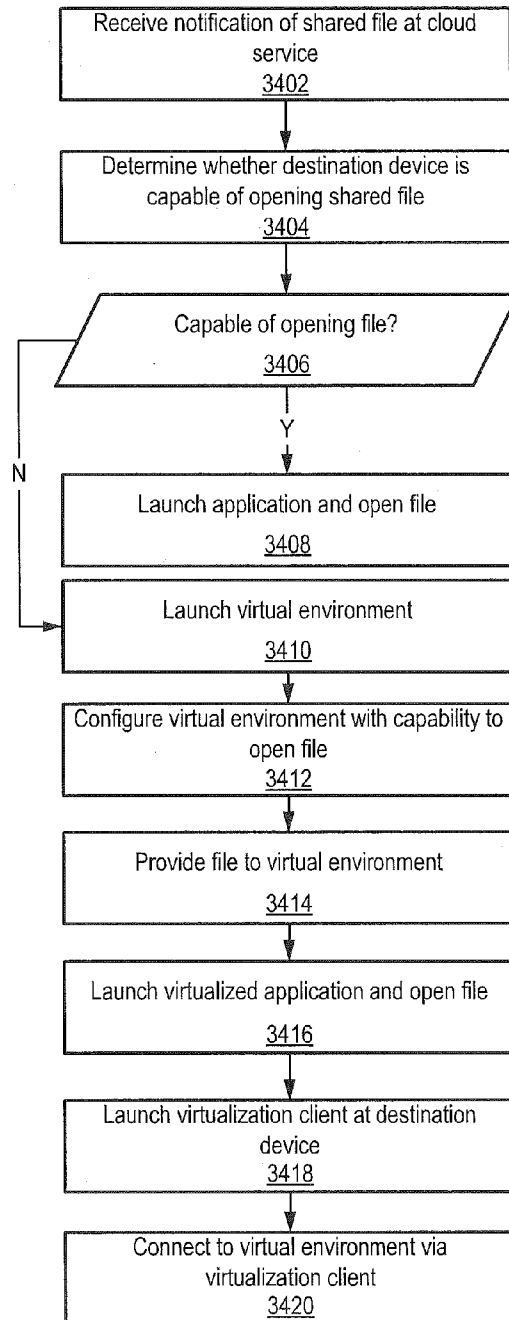 Receive notification of shared file at cloud
service
3402
Determine whether destination device is
capable of opening shared file
3404
Capable of opening file?
3406
Y
N
Launch application and open file
3408
Launch virtual environment
3410
Configure virtual environment with capability to
open file
3412
Provide file to virtual environment
3414
Launch virtualized application and open file
3416
Launch virtualization client at destination
device
3418
Connect to virtual environment via
virtualization client
3420